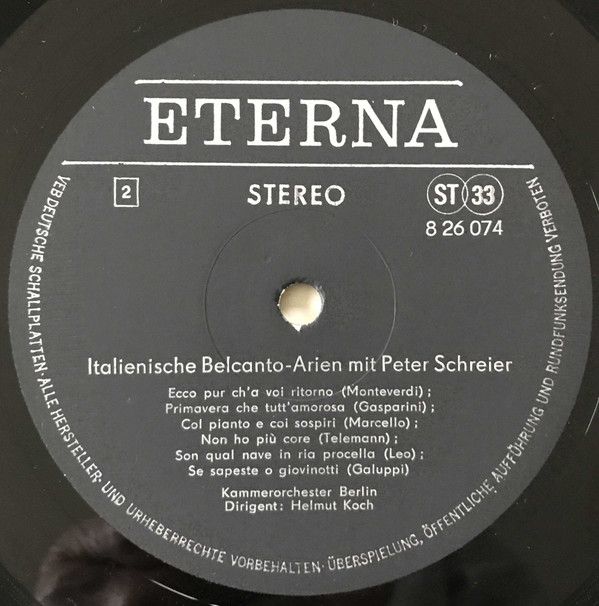 ETERNA
2
STEREO
ST 33
8 26 074
Italienische Belcanto-Arien mit Peter Schreier
Ecco pur ch'a voi ritorno (Monteverdi) ;
Primavera che tutt'amorosa (Gasparini) ;
Col pianto e coi sospiri (Marcello) ;
Non ho più core (Telemann) ;
Son qual nave in ria procella (Leo) ;
Se sapeste o giovinotti (Galuppi)
Kammerorchester Berlin
Dirigent: Helmut Koch
VEB DEUTSCHE SCHALLPLATTEN · ALLE HERSTELLER- UND URHEBERRECHTE VORBEHALTEN · ÜBERSPIELUNG, ÖFFENTLICHE AUFFÜHRUNG UND RUNDFUNKSENDUNG VERBOTEN